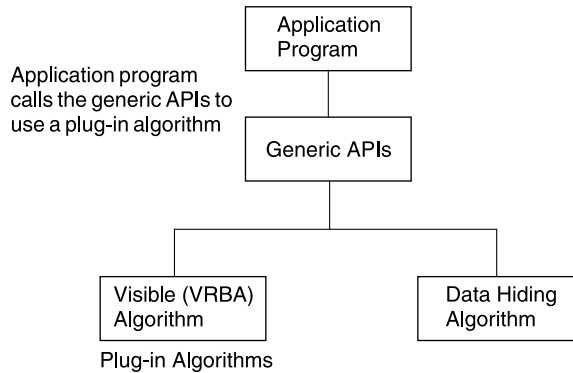 Application
Program
Application program
calls the generic APIs to
use a plug-in algorithm
Generic APIs
Visible (VRBA)
Algorithm
Data Hiding
Algorithm
Plug-in Algorithms